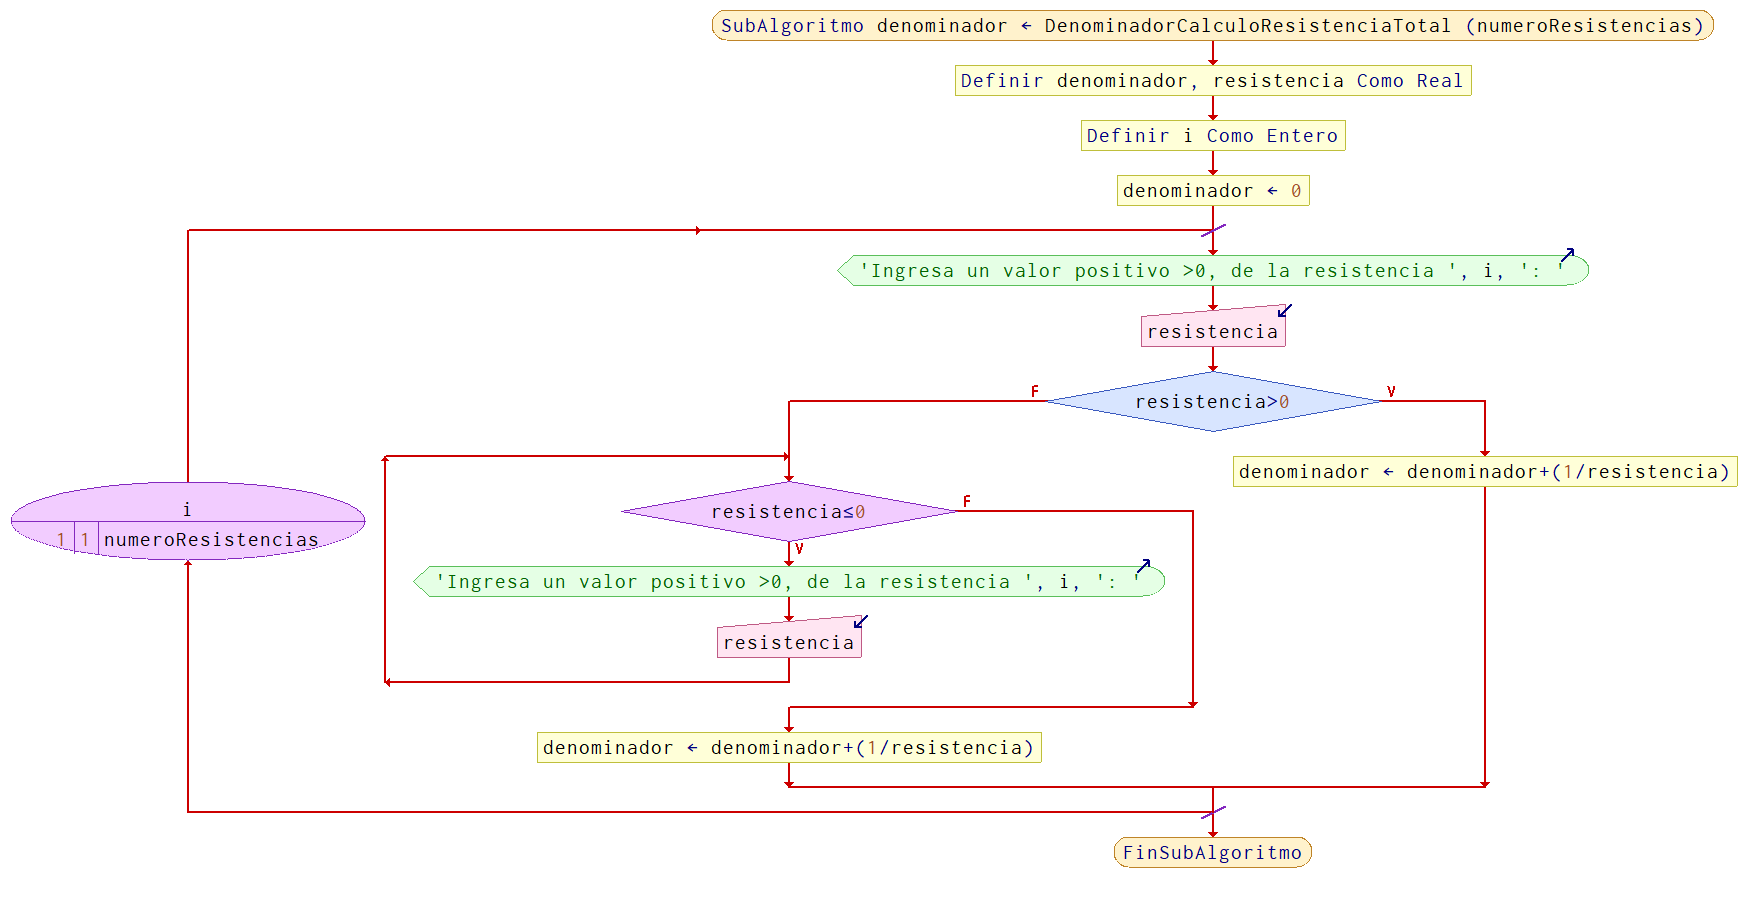 SubAlgoritmo denominador ← DenominadorCalculoResistenciaTotal (numeroResistencias)
Definir denominador, resistencia Como Real
Definir i Como Entero
denominador ← 0
'Ingresa un valor positivo >0, de la resistencia ', i, ': '
resistencia
F
V
resistencia>0
denominador ← denominador+(1/resistencia)
i
1 1 numeroResistencias
resistencia≤0
F
V
'Ingresa un valor positivo >0, de la resistencia ', i, ': '
resistencia
denominador ← denominador+(1/resistencia)
FinSubAlgoritmo